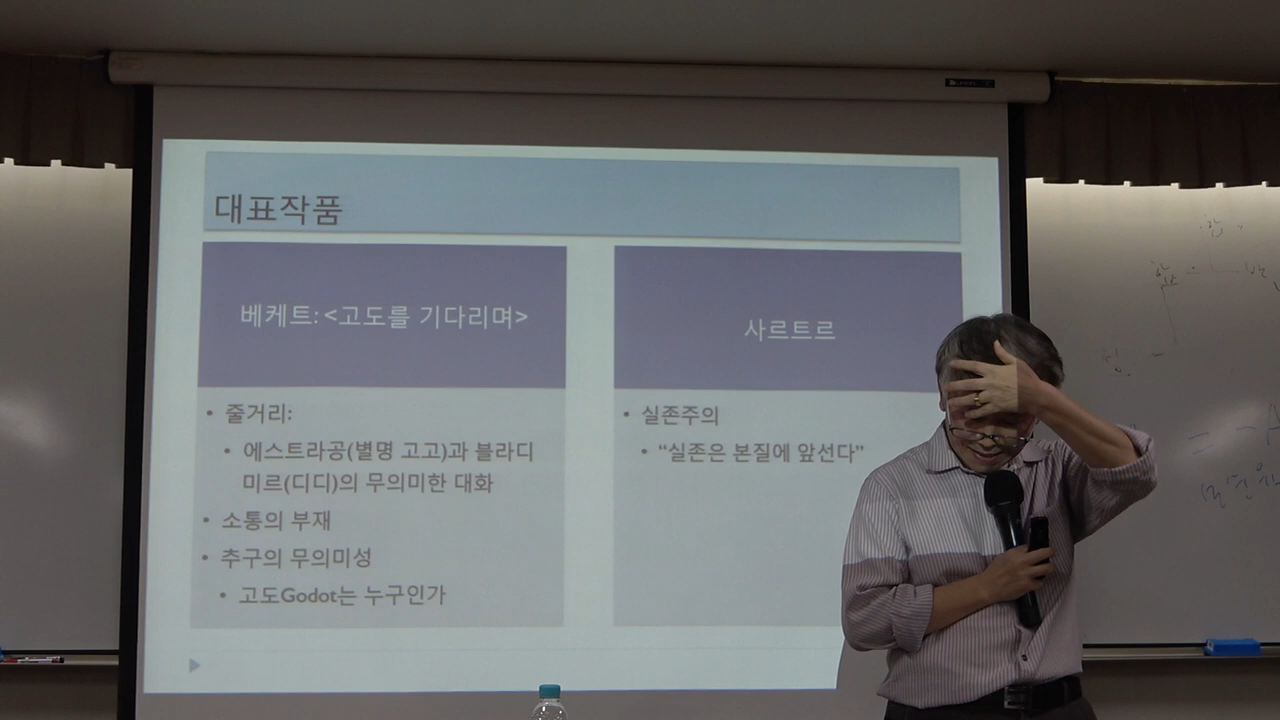 대표작품
베케트: <고도를 기다리며>
• 줄거리:
• 에스트라공(별명 고고)과 블라디
미르(디디)의 무의미한 대화
• 소통의 부재
• 추구의 무의미성
• 고도Godot는 누구인가
사르트르
• 실존주의
• “실존은 본질에 앞선다”